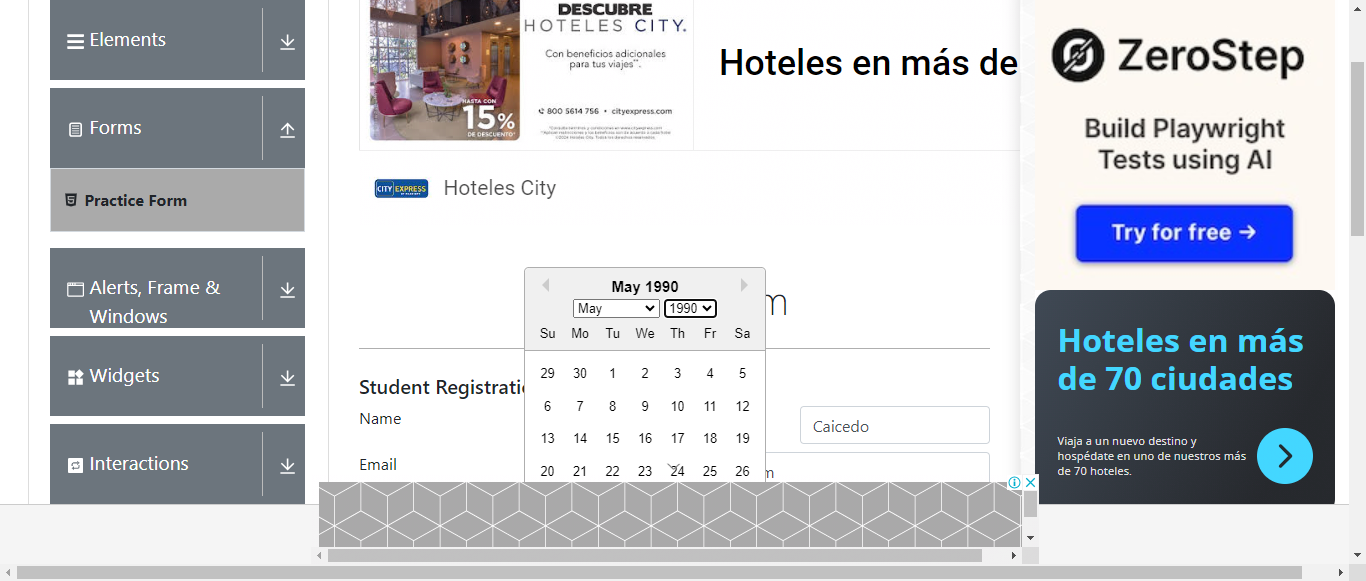 Elements
Forms
Practice Form
Alerts, Frame &
Windows
Widgets
Interactions
DESCUBRE
HOTELES CITY.
Con beneficios adicionales
para tus viajes**.
HASTA CON
15%
DE DESCUENTO*
800 5614 756 • cityexpress.com
Hoteles en más de
CITY EXPRESS
Hoteles City
m
May 1990
May
1990
Su Mo Tu We Th Fr Sa
29 30 1 2 3 4 5
6 7 8 9 10 11 12
13 14 15 16 17 18 19
20 21 22 23 24 25 26
Student Registratio
Name
Caicedo
Email
m
ZeroStep
Build Playwright
Tests using AI
Try for free →
Hoteles en más
de 70 ciudades
Viaja a un nuevo destino y
hospédate en uno de nuestros más
de 70 hoteles.